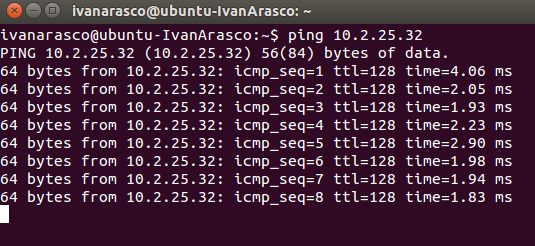 ivanarasco@ubuntu-IvanArasco: ~
ivanarasco@ubuntu-IvanArasco:~$ ping 10.2.25.32
PING 10.2.25.32 (10.2.25.32) 56(84) bytes of data.
64 bytes from 10.2.25.32: icmp_seq=1 ttl=128 time=4.06 ms
64 bytes from 10.2.25.32: icmp_seq=2 ttl=128 time=2.05 ms
64 bytes from 10.2.25.32: icmp_seq=3 ttl=128 time=1.93 ms
64 bytes from 10.2.25.32: icmp_seq=4 ttl=128 time=2.23 ms
64 bytes from 10.2.25.32: icmp_seq=5 ttl=128 time=2.90 ms
64 bytes from 10.2.25.32: icmp_seq=6 ttl=128 time=1.98 ms
64 bytes from 10.2.25.32: icmp_seq=7 ttl=128 time=1.94 ms
64 bytes from 10.2.25.32: icmp_seq=8 ttl=128 time=1.83 ms